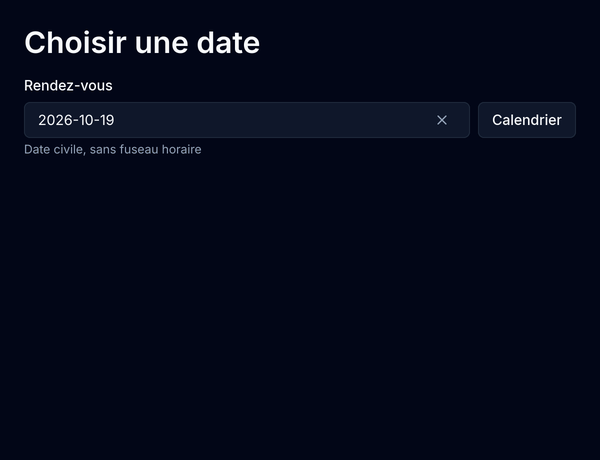 Choisir une date
Rendez-vous
2026-10-19
Calendrier
Date civile, sans fuseau horaire